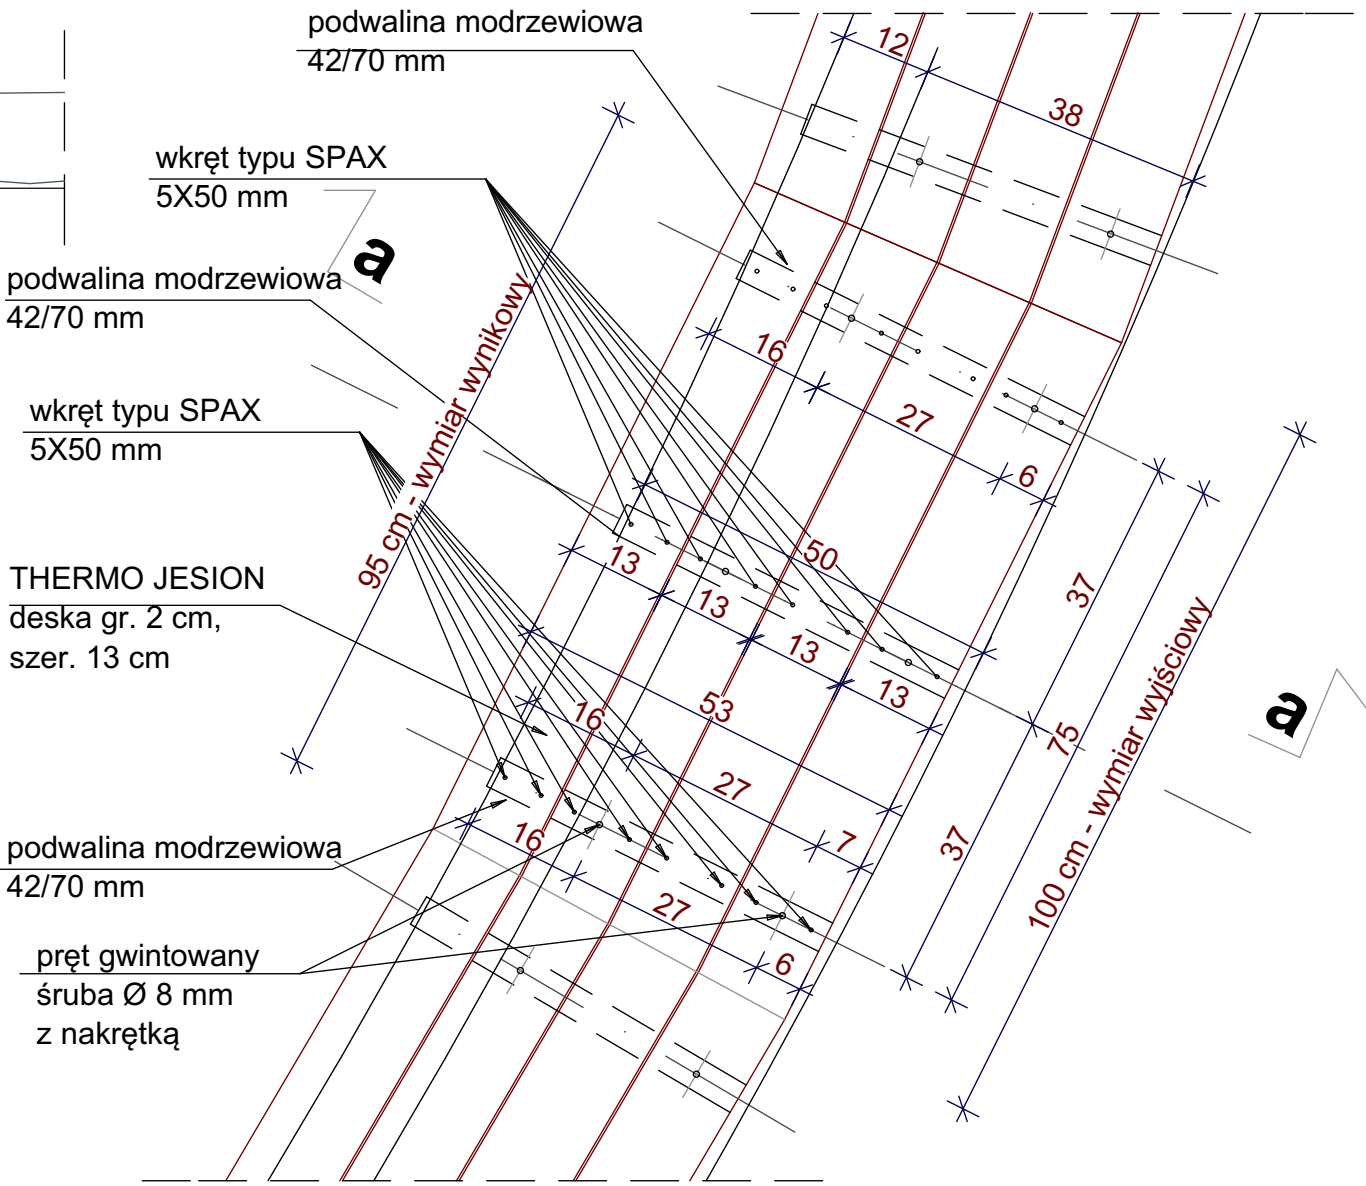 podwalina modrzewiowa
42/70 mm
12
38
wkręt typu SPAX
5X50 mm
a
podwalina modrzewiowa
42/70 mm
95 cm - wymiar wynikowy
16
27
6
wkręt typu SPAX
5X50 mm
50
13
13
13
13
37
THERMO JESION
deska gr. 2 cm,
szer. 13 cm
53
16
27
7
75
37
100 cm - wymiar wyjściowy
a
podwalina modrzewiowa
42/70 mm
16
27
6
pręt gwintowany
śruba Ø 8 mm
z nakrętką